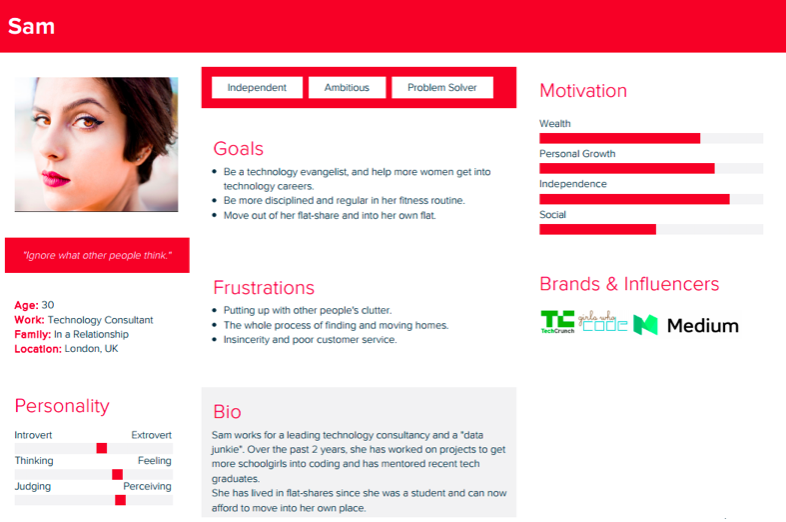 Sam
"Ignore what other people think."
Age: 30
Work: Technology Consultant
Family: In a Relationship
Location: London, UK
Personality
Introvert Extrovert
Thinking Feeling
Judging Perceiving
Independent Ambitious Problem Solver
Goals
Be a technology evangelist, and help more women get into
technology careers.
Be more disciplined and regular in her fitness routine.
Move out of her flat-share and into her own flat.
Frustrations
Putting up with other people's clutter.
The whole process of finding and moving homes.
Insincerity and poor customer service.
Bio
Sam works for a leading technology consultancy and a "data
junkie". Over the past 2 years, she has worked on projects to get
more schoolgirls into coding and has mentored recent tech
graduates.
She has lived in flat-shares since she was a student and can now
afford to move into her own place.
Motivation
Wealth
Personal Growth
Independence
Social
Brands & Influencers
TC
TechCrunch
girls who
code
Medium